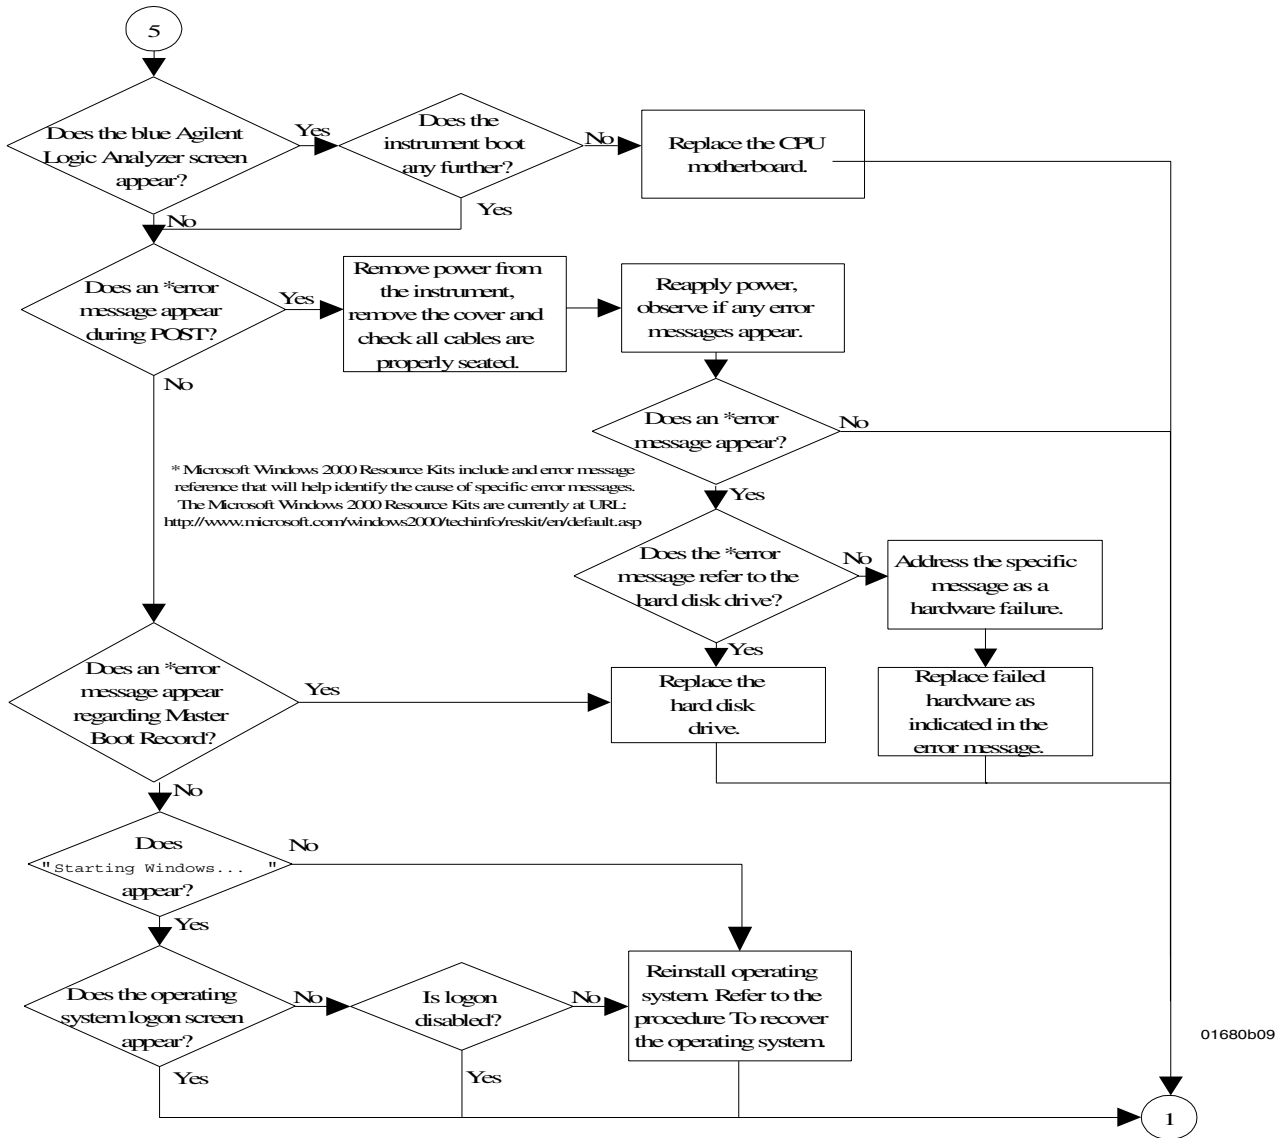 5
Does the blue Agilent
Logic Analyzer screen
appear?
Yes
Does the
instrument boot
any further?
No
Replace the CPU
motherboard.
Yes
No
Does an *error
message appear
during POST?
Yes
Remove power from
the instrument,
remove the cover and
check all cables are
properly seated.
Reapply power,
observe if any error
messages appear.
No
Does an *error
message appear?
No
* Microsoft Windows 2000 Resource Kits include and error message
reference that will help identify the cause of specific error messages.
The Microsoft Windows 2000 Resource Kits are currently at URL:
http://www.microsoft.com/windows2000/techinfo/reskit/en/default.asp
Yes
Does the *error
message refer to the
hard disk drive?
No
Address the specific
message as a
hardware failure.
Yes
Does an *error
message appear
regarding Master
Boot Record?
Yes
Replace the
hard disk
drive.
Replace failed
hardware as
indicated in the
error message.
No
Does
"Starting Windows... "
appear?
No
Yes
Does the operating
system logon screen
appear?
No
Is logon
disabled?
No
Reinstall operating
system. Refer to the
procedure To recover
the operating system.
01680b09
Yes
Yes
1